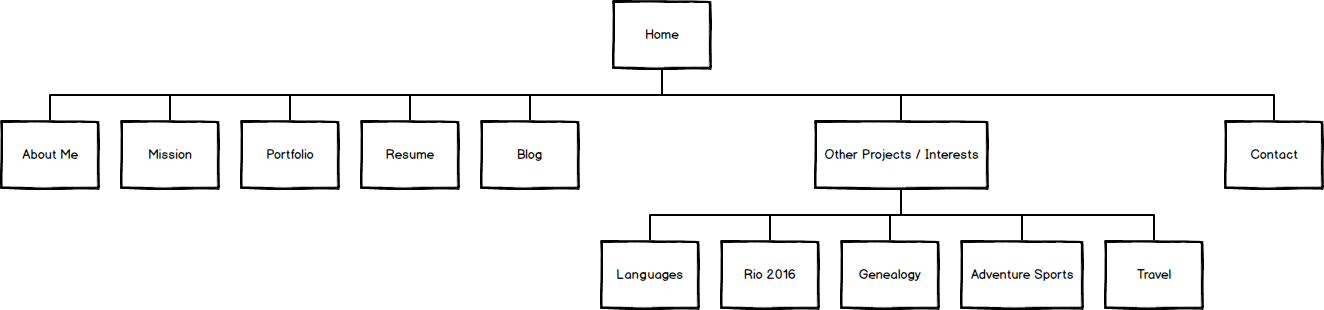 Home
About Me
Mission
Portfolio
Resume
Blog
Other Projects / Interests
Contact
Languages
Rio 2016
Genealogy
Adventure Sports
Travel